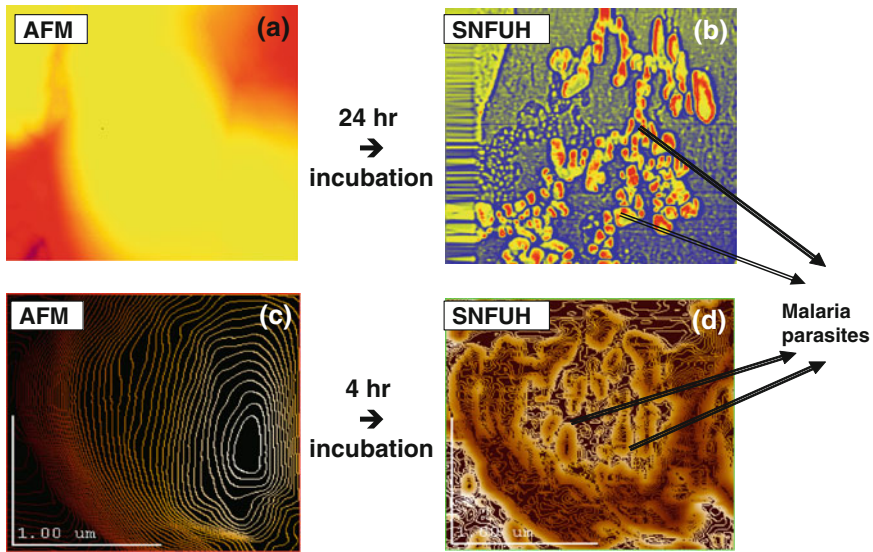 AFM
(a)
24 hr
➔
incubation
SNFUH
(b)
Malaria
parasites
AFM
(c)
1.00 um
4 hr
➔
incubation
SNFUH
(d)